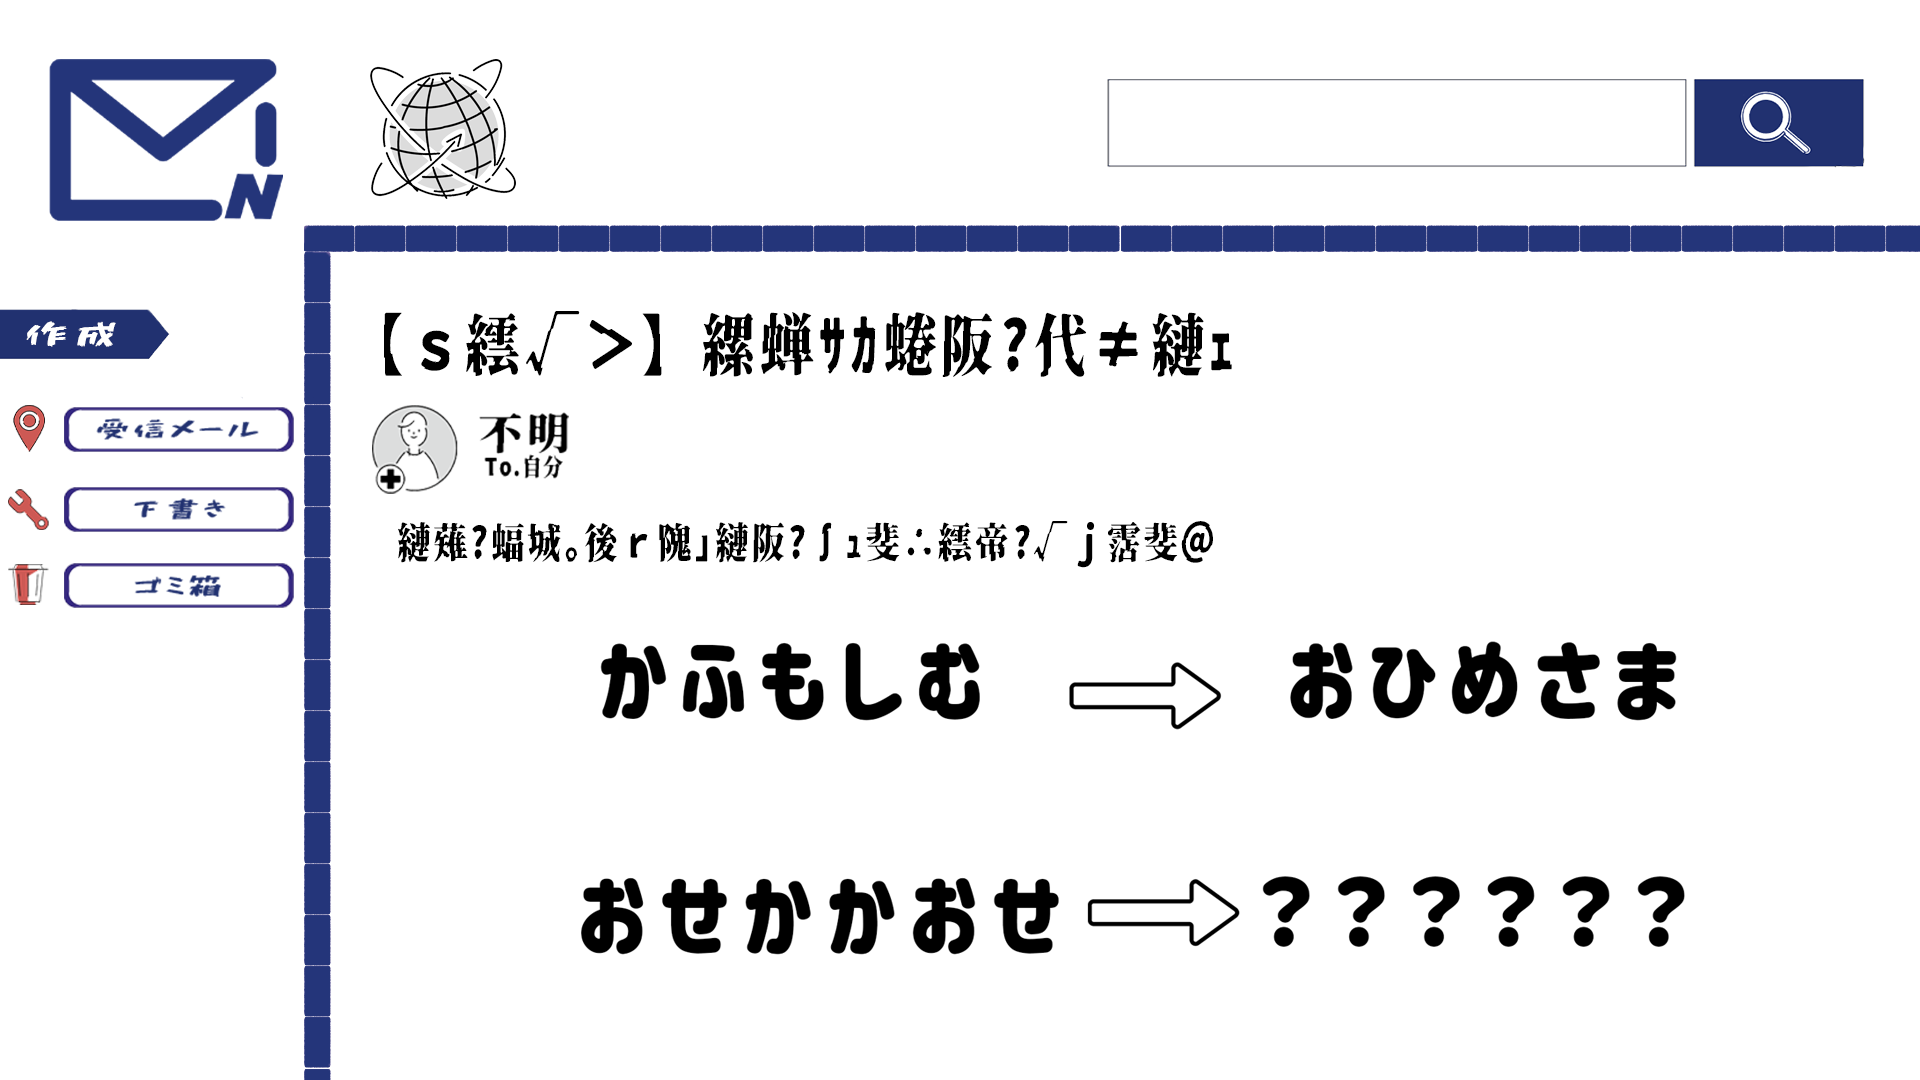 N
作成
受信メール
下書き
ゴミ箱
【ｓ繧√＞】縲蝉ｻｶ蜷阪?代≠縺ｪ
不明
To.自分
縺薙?蝠城｡後ｒ隗｣縺阪?∫ｭ斐∴繧帝?√ｊ霑斐@
かふもしむ → おひめさま
おせかかおせ → ？？？？？？